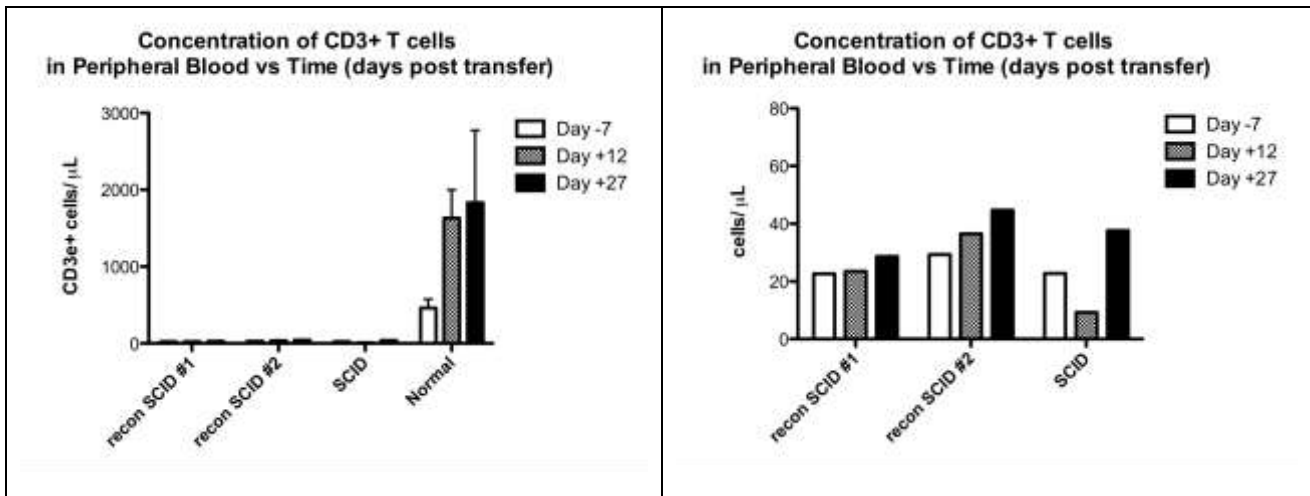 Concentration of CD3+ T cells
in Peripheral Blood vs Time (days post transfer)
3000
2000
1000
0
CD3e+ cells/ μL
Day -7
Day +12
Day +27
recon SCID #1
recon SCID #2
SCID
Normal
Concentration of CD3+ T cells
in Peripheral Blood vs Time (days post transfer)
80
60
40
20
0
cells/ μL
Day -7
Day +12
Day +27
recon SCID #1
recon SCID #2
SCID